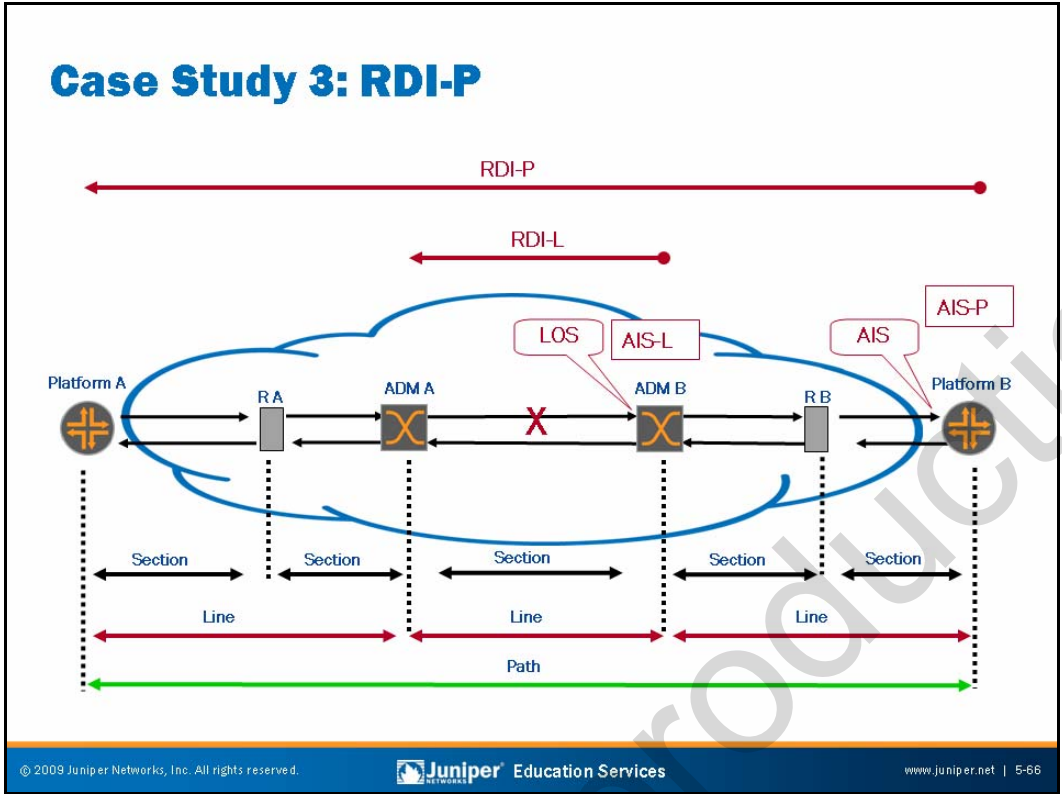 Case Study 3: RDI-P
RDI-P
RDI-L
AIS-P
LOS
AIS-L
AIS
Platform A
R A
ADM A
ADM B
R B
Platform B
X
Section
Section
Section
Section
Section
Line
Line
Line
Path
© 2009 Juniper Networks, Inc. All rights reserved.
Juniper NETWORKS Education Services
www.juniper.net | 5-66